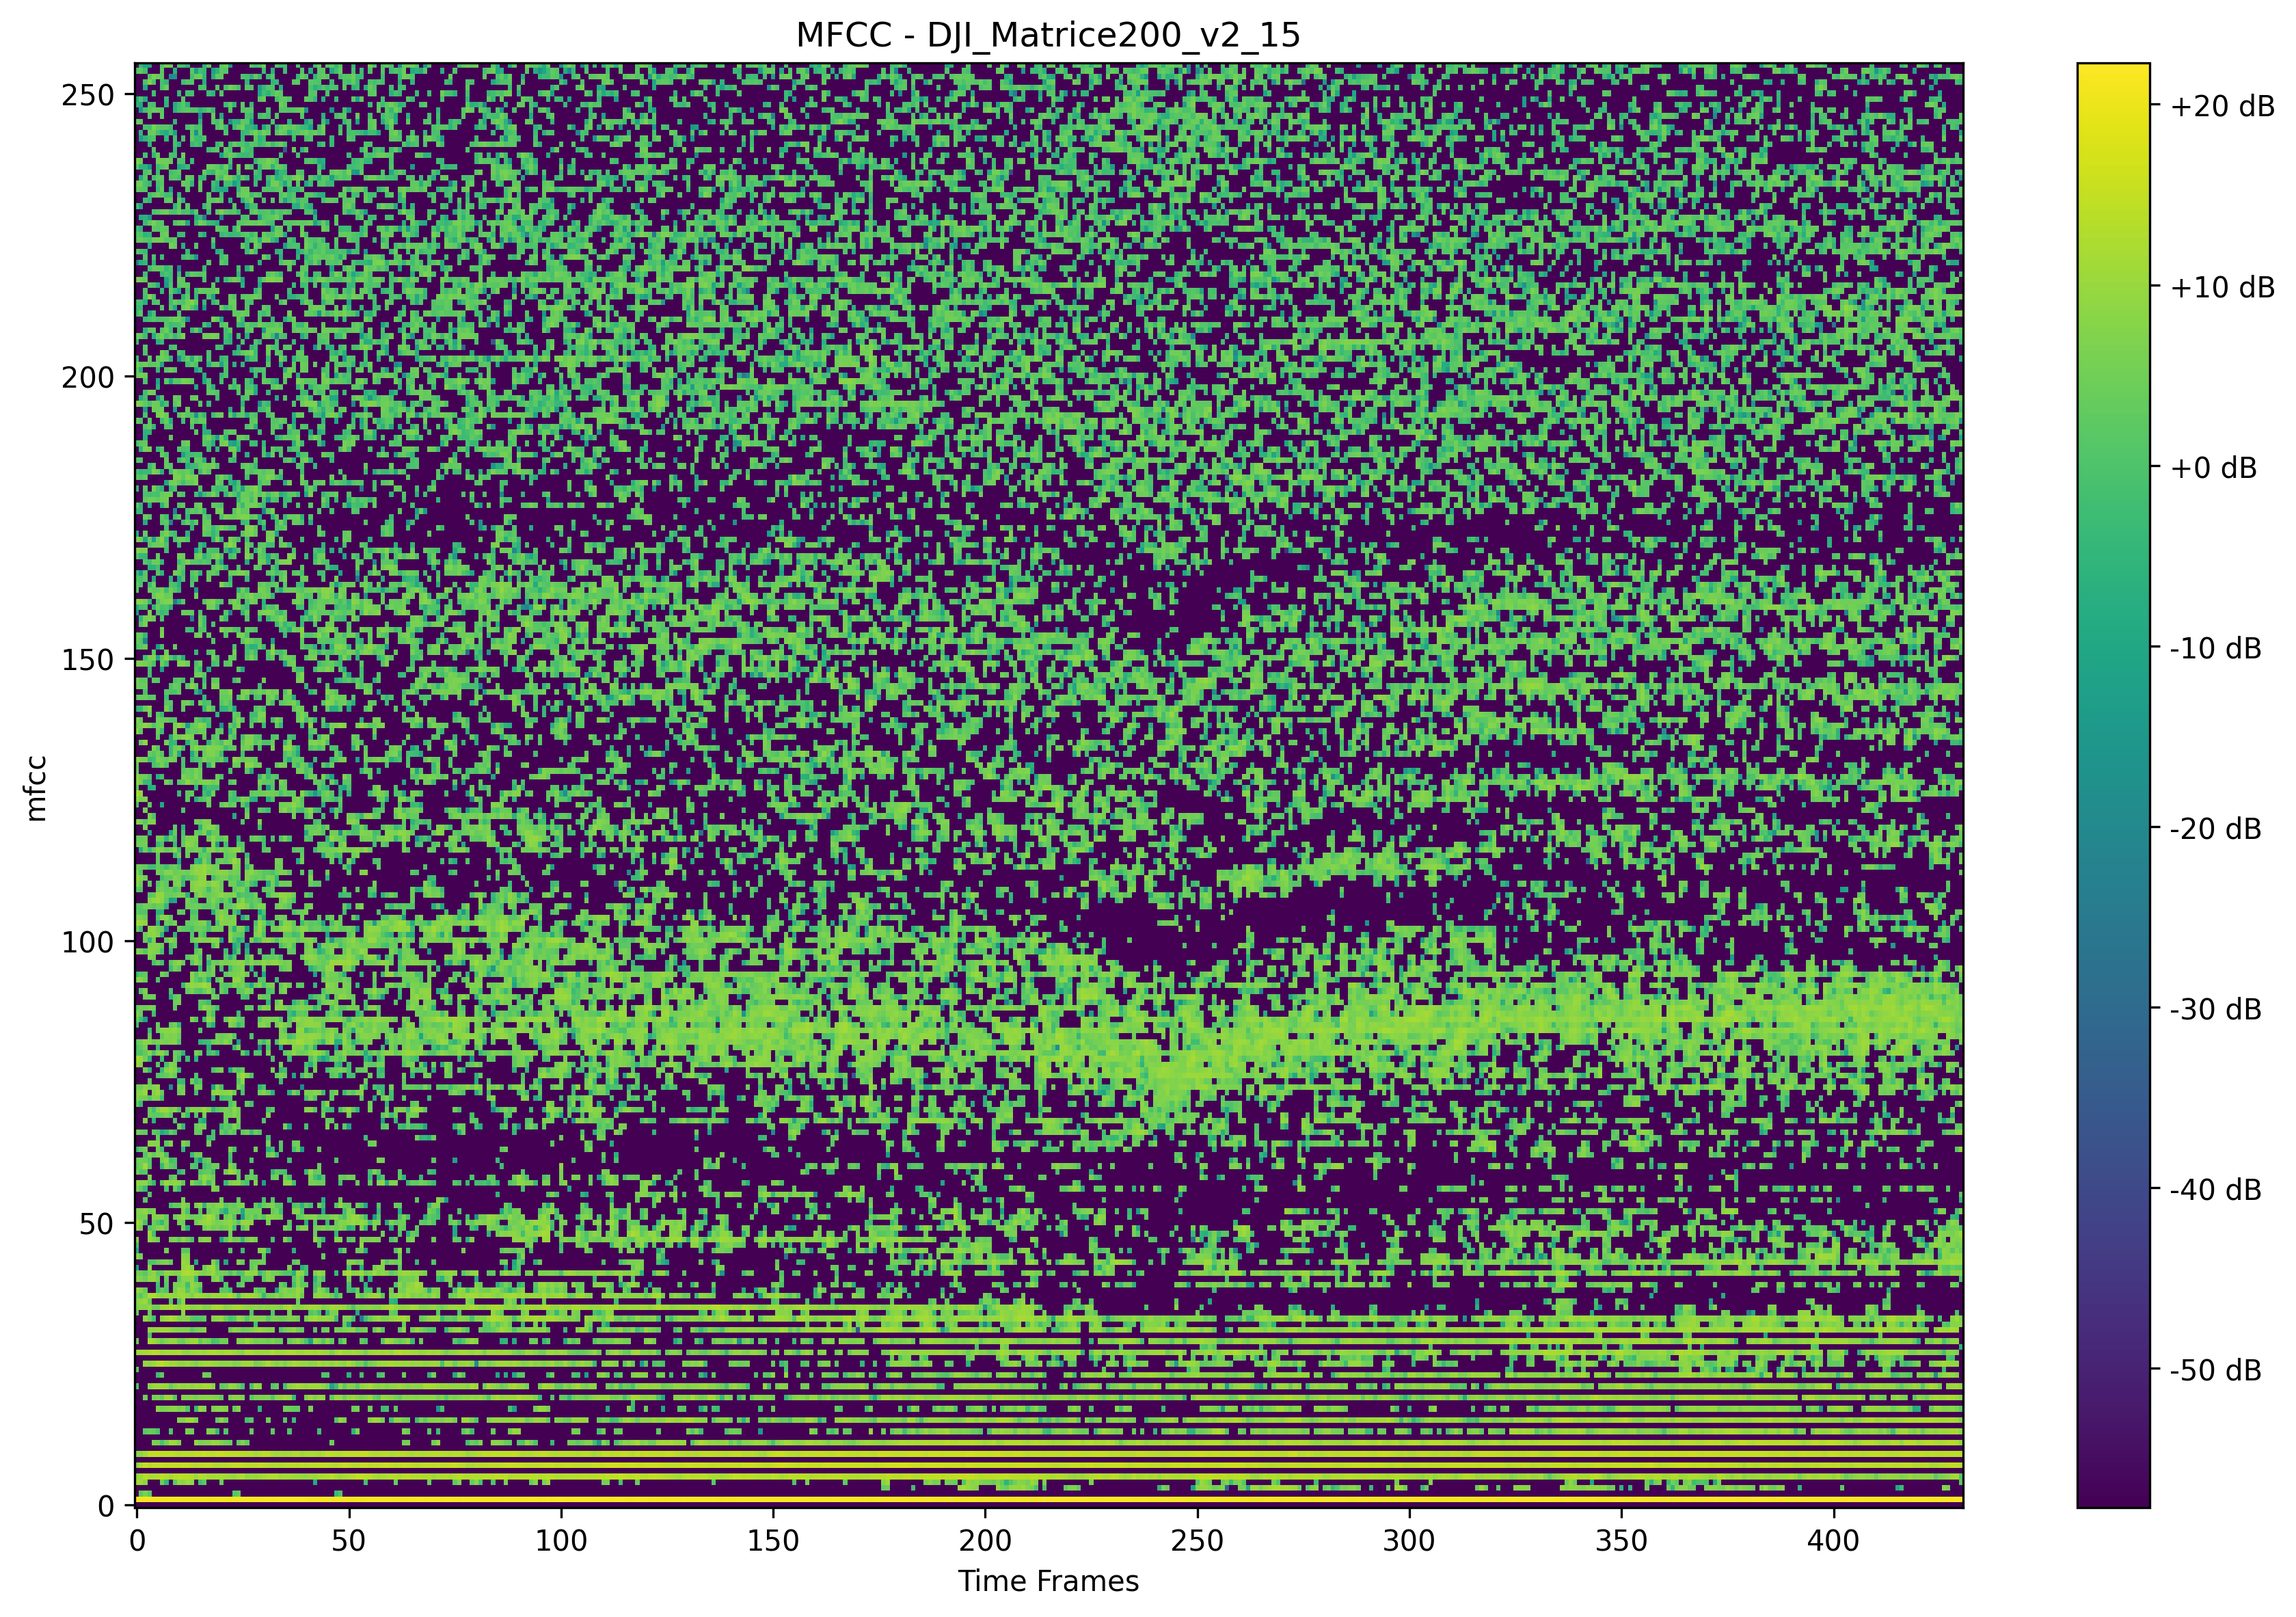 MFCC - DJI_Matrice200_v2_15
250
200
150
100
50
0
mfcc
0 50 100 150 200 250 300 350 400
Time Frames
+20 dB
+10 dB
+0 dB
-10 dB
-20 dB
-30 dB
-40 dB
-50 dB